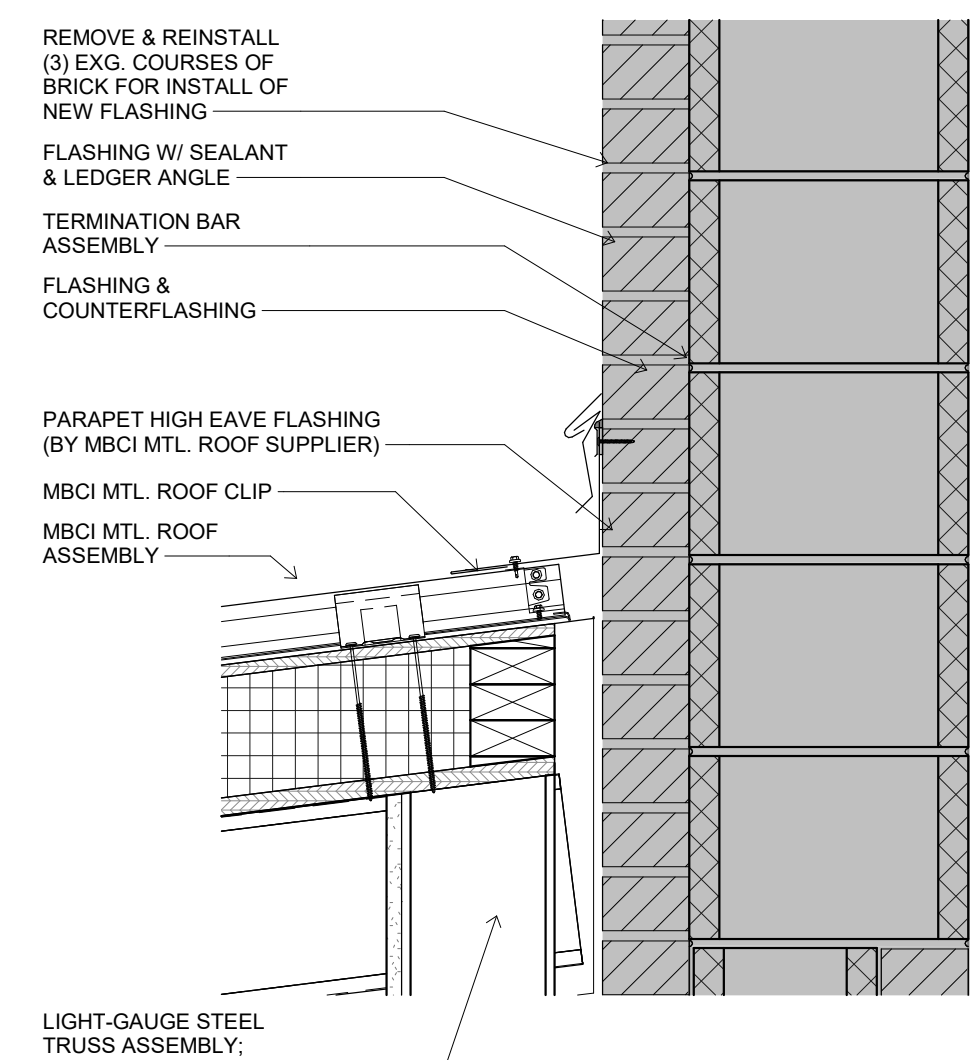 REMOVE & REINSTALL
(3) EXG. COURSES OF
BRICK FOR INSTALL OF
NEW FLASHING
FLASHING W/ SEALANT
& LEDGER ANGLE
TERMINATION BAR
ASSEMBLY
FLASHING &
COUNTERFLASHING
PARAPET HIGH EAVE FLASHING
(BY MBCI MTL. ROOF SUPPLIER)
MBCI MTL. ROOF CLIP
MBCI MTL. ROOF
ASSEMBLY
LIGHT-GAUGE STEEL
TRUSS ASSEMBLY;